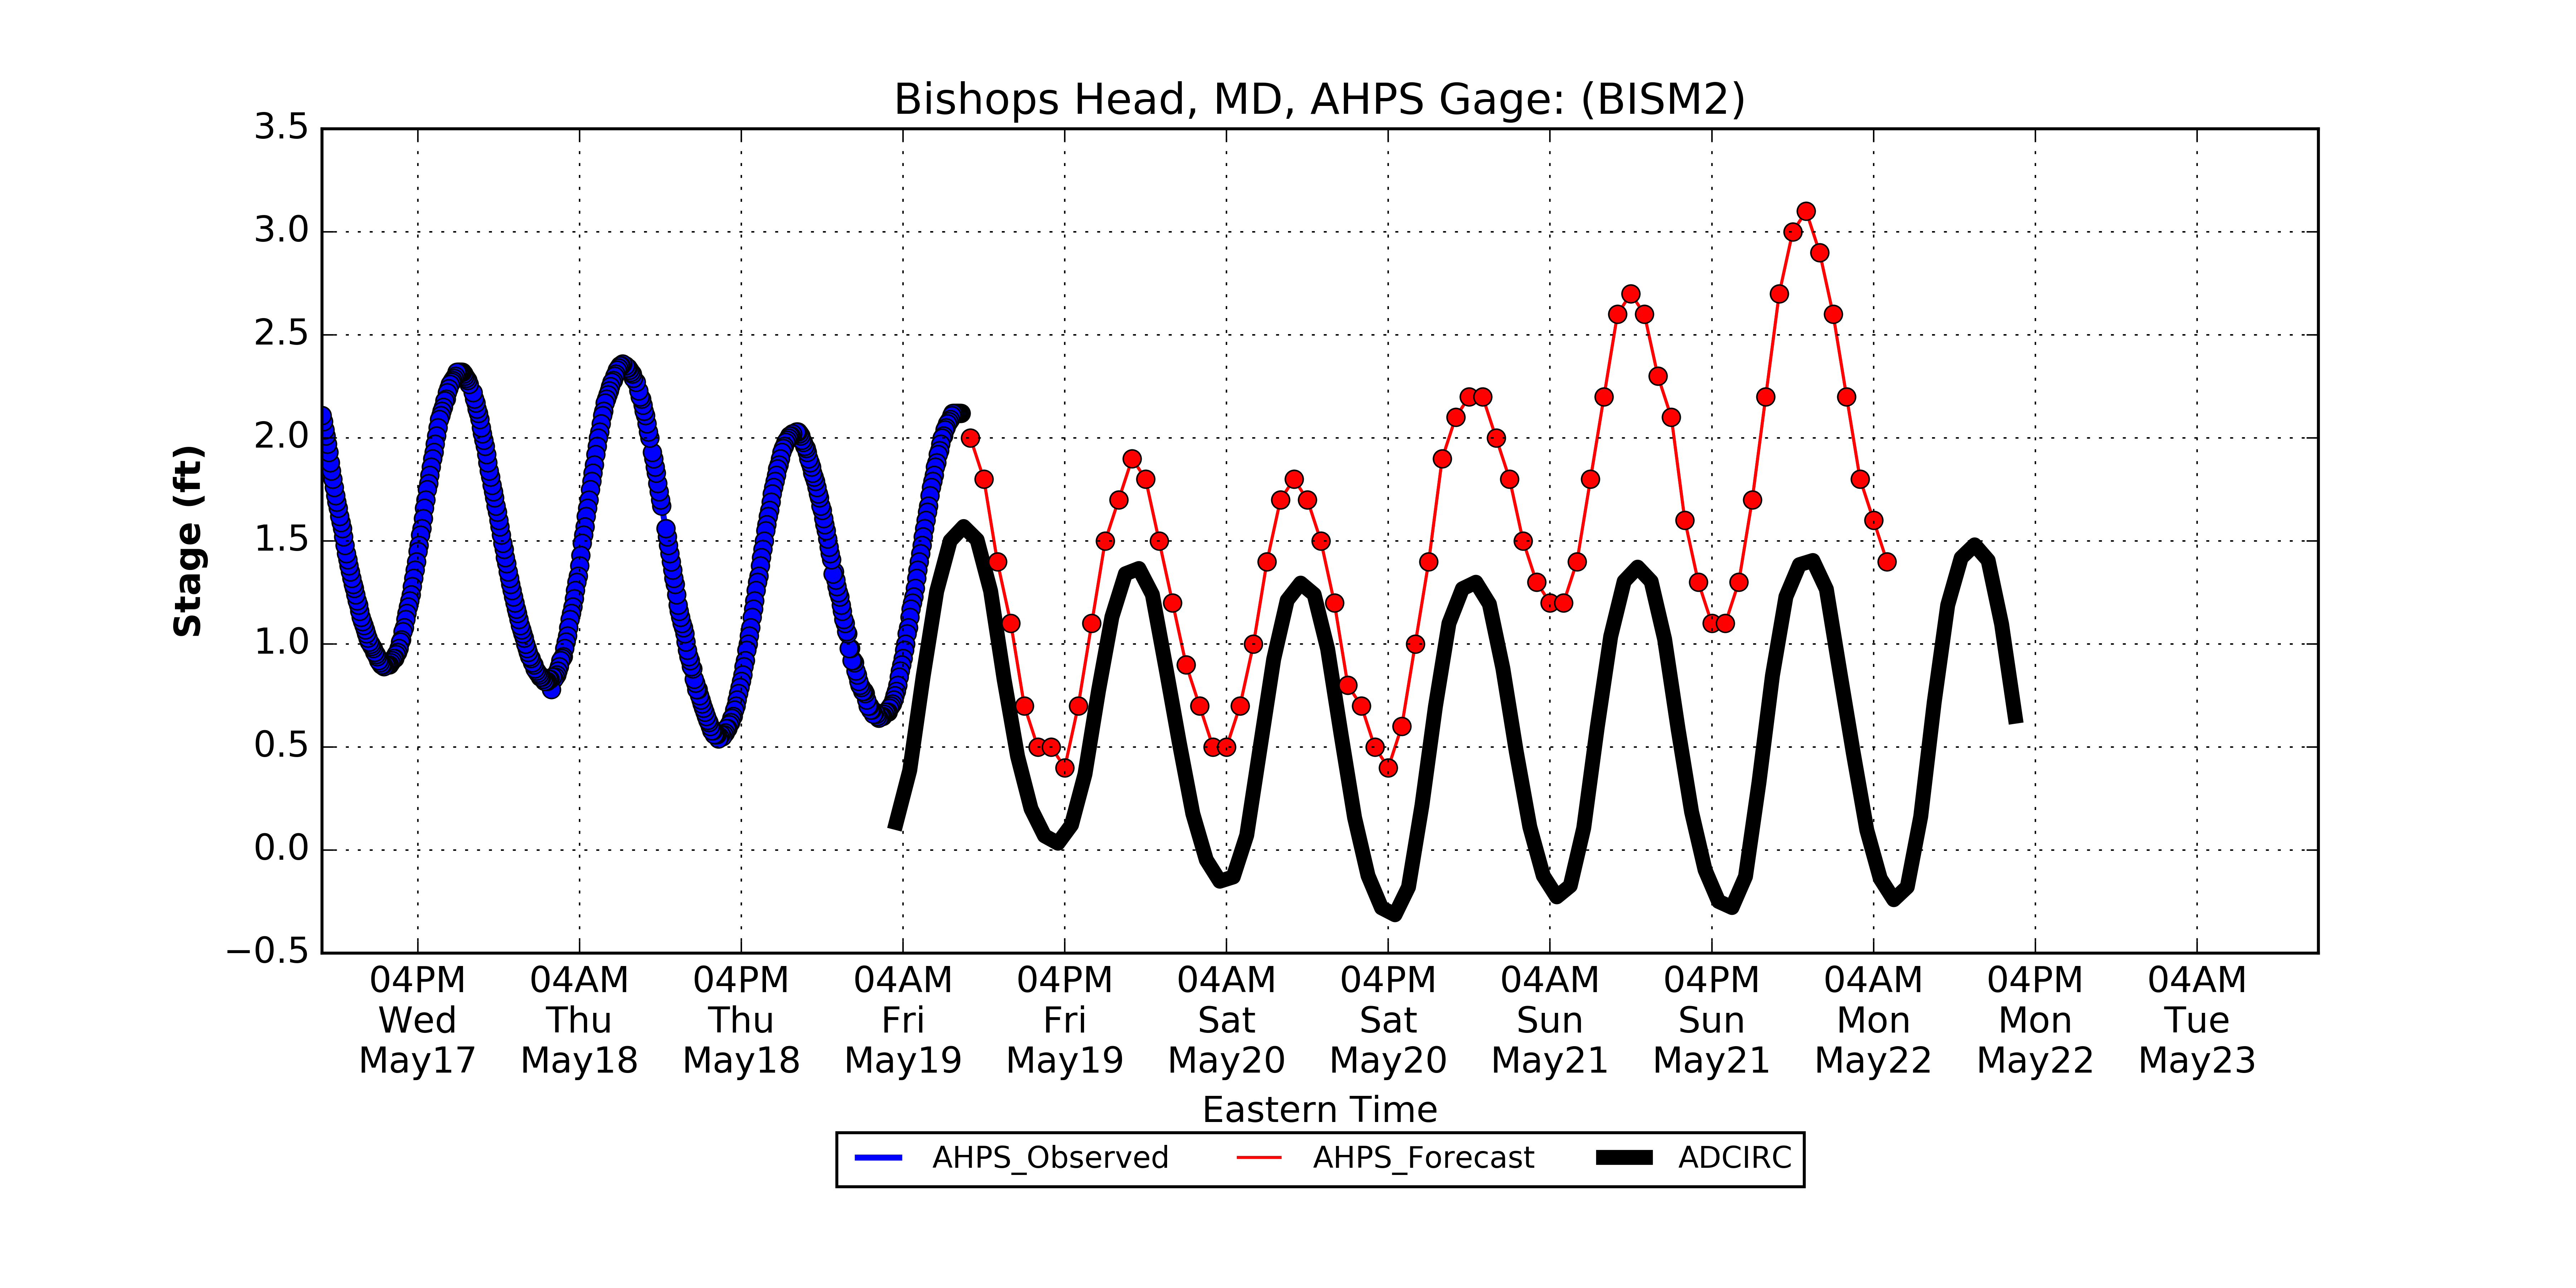 Bishops Head, MD, AHPS Gage: (BISM2)
3.5
3.0
2.5
2.0
1.5
1.0
0.5
0.0
−0.5
Stage (ft)
04PM 04AM 04PM 04AM 04PM 04AM 04PM 04AM 04PM 04AM 04PM 04AM
Wed Thu Thu Fri Fri Sat Sat Sun Sun Mon Mon Tue
May17 May18 May18 May19 May19 May20 May20 May21 May21 May22 May22 May23
Eastern Time
AHPS_Observed AHPS_Forecast ADCIRC